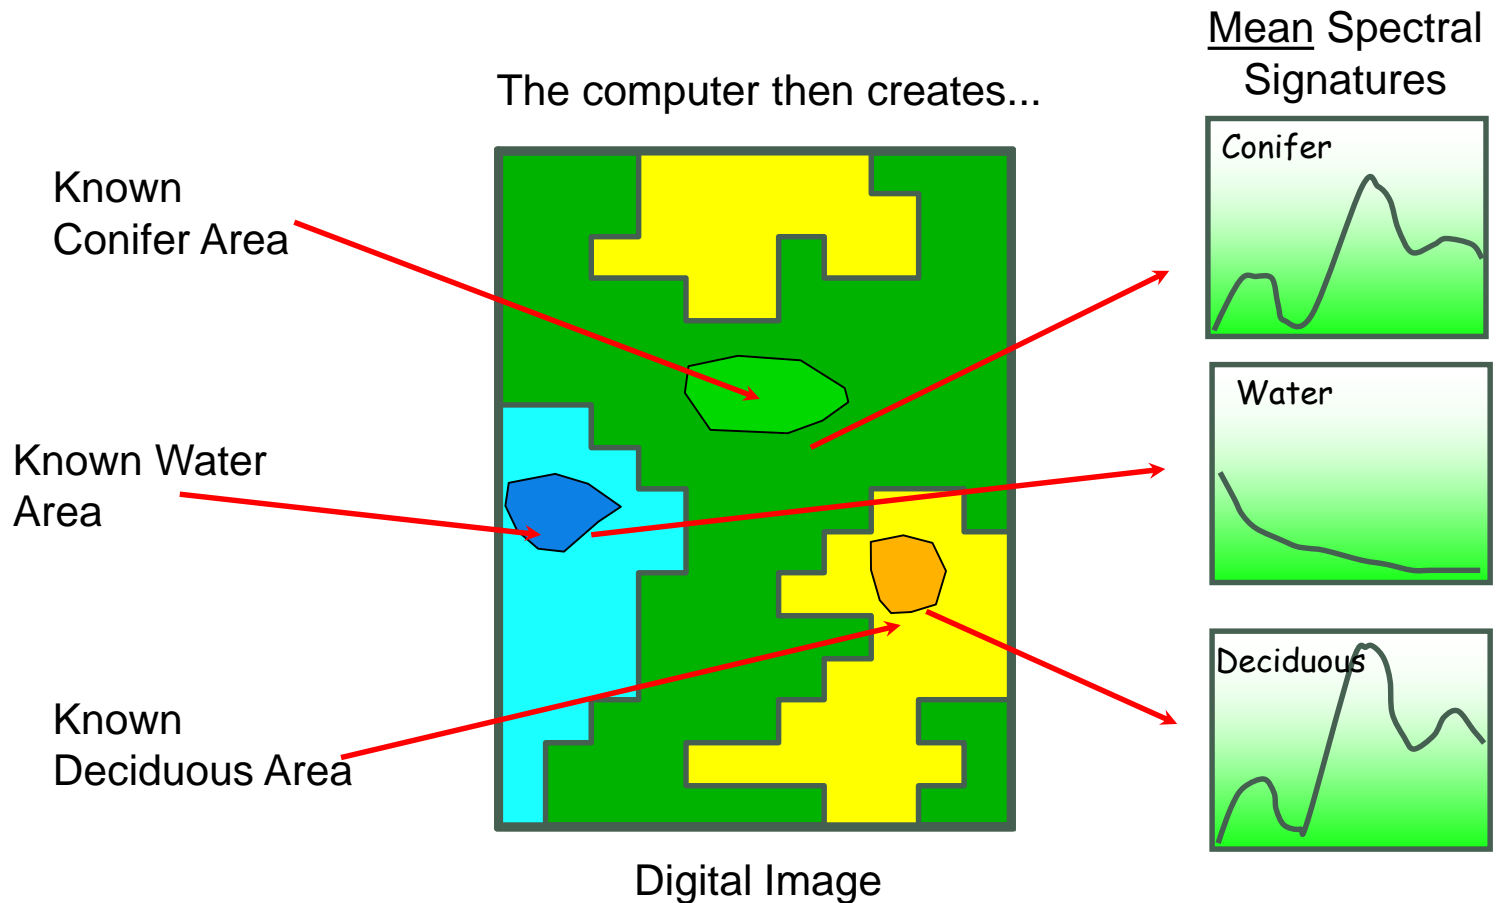 Mean Spectral
Signatures
The computer then creates...
Known
Conifer Area
Known Water
Area
Known
Deciduous Area
Conifer
Water
Deciduous
Digital Image